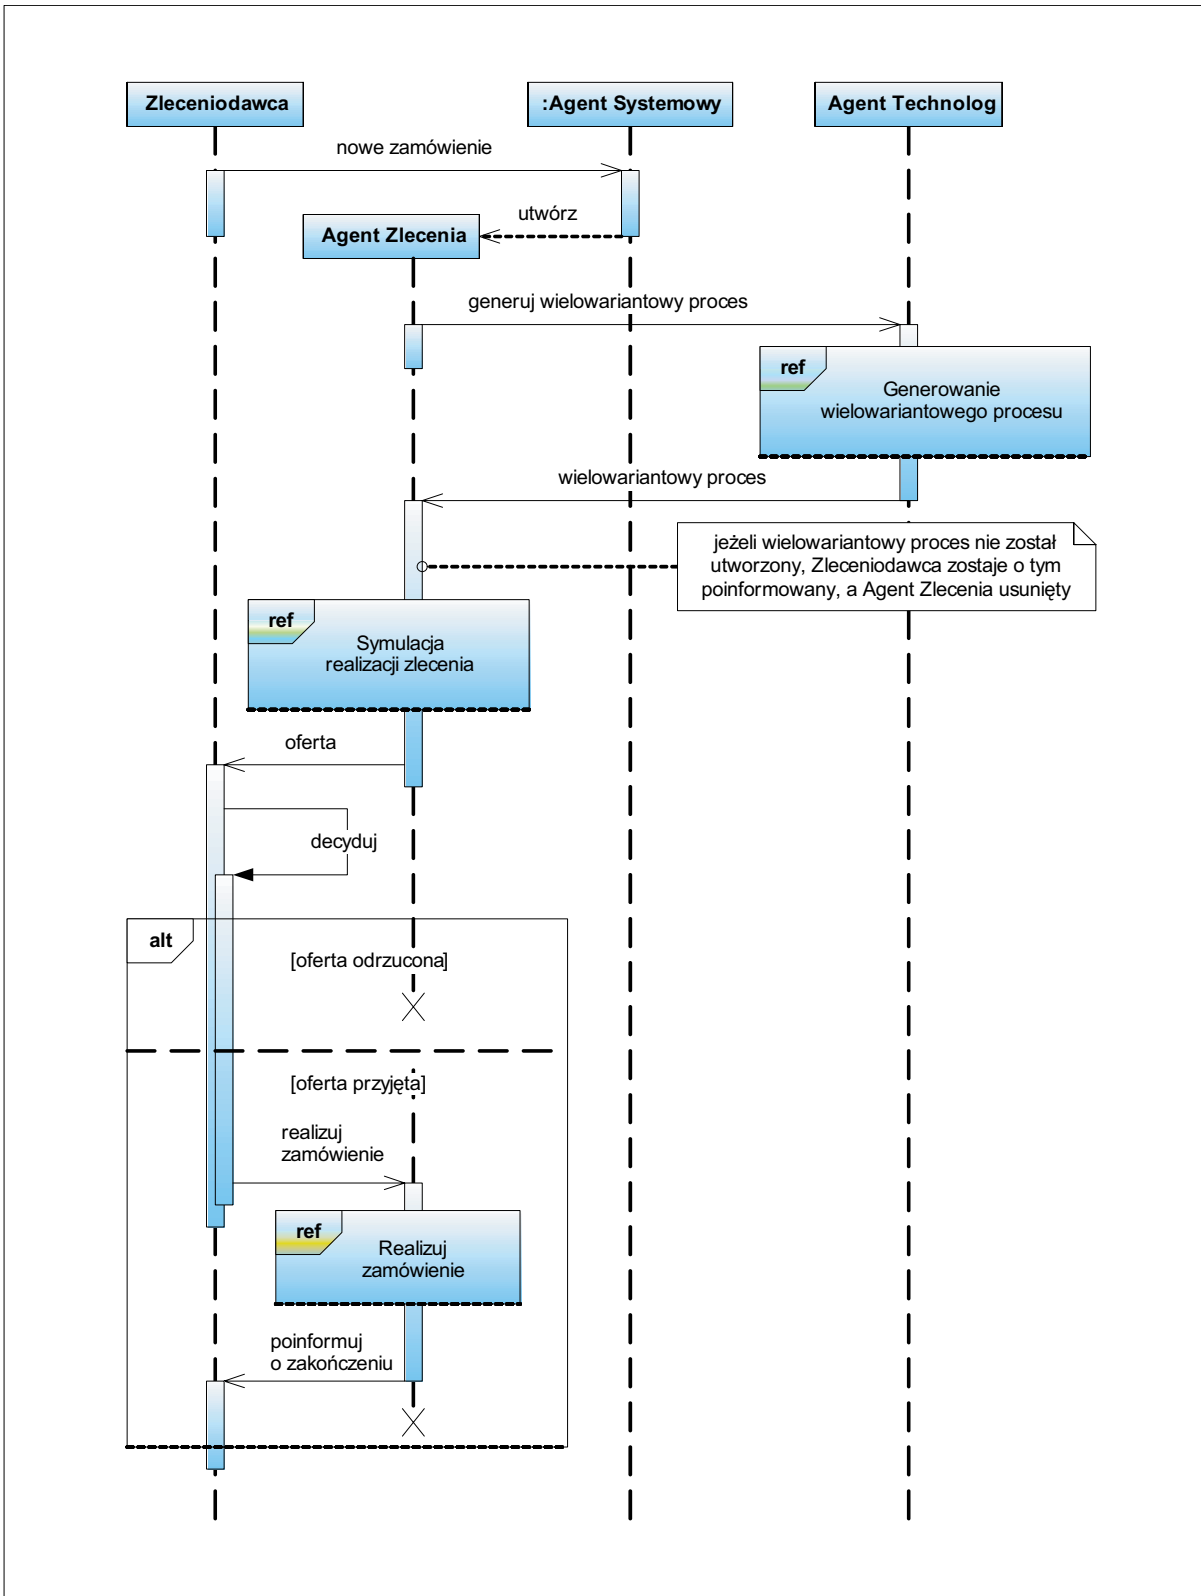 Zleceniodawca
:Agent Systemowy
Agent Technolog
nowe zamówienie
utwórz
Agent Zlecenia
generuj wielowariantowy proces
ref
Generowanie
wielowariantowego procesu
wielowariantowy proces
jeżeli wielowariantowy proces nie został
utworzony, Zleceniodawca zostaje o tym
poinformowany, a Agent Zlecenia usunięty
ref
Symulacja
realizacji zlecenia
oferta
decyduj
alt
[oferta odrzucona]
[oferta przyjęta]
realizuj
zamówienie
ref
Realizuj
zamówienie
poinformuj
o zakończeniu